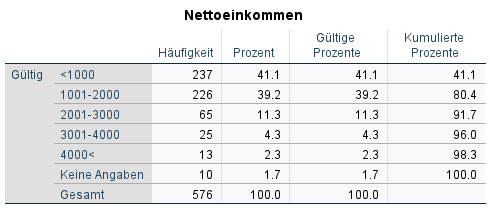 Nettoeinkommen
Häufigkeit Prozent Gültige Prozente Kumulierte Prozente
Gültig <1000 237 41.1 41.1 41.1
1001-2000 226 39.2 39.2 80.4
2001-3000 65 11.3 11.3 91.7
3001-4000 25 4.3 4.3 96.0
4000< 13 2.3 2.3 98.3
Keine Angaben 10 1.7 1.7 100.0
Gesamt 576 100.0 100.0